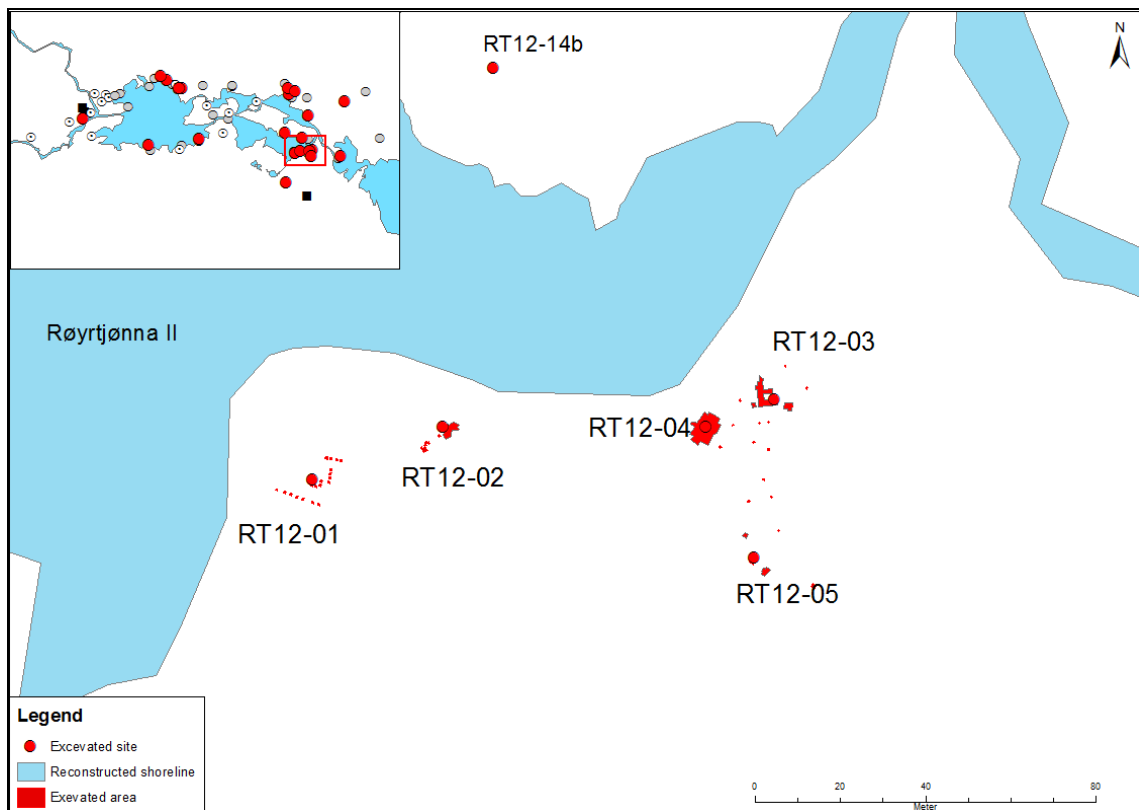 RT12-14b
N
Røyrtjønna II
RT12-03
RT12-04
RT12-02
RT12-01
RT12-05
Legend
Excevated site
Reconstructed shoreline
Exevated area
0 20 40 60 80
Meter